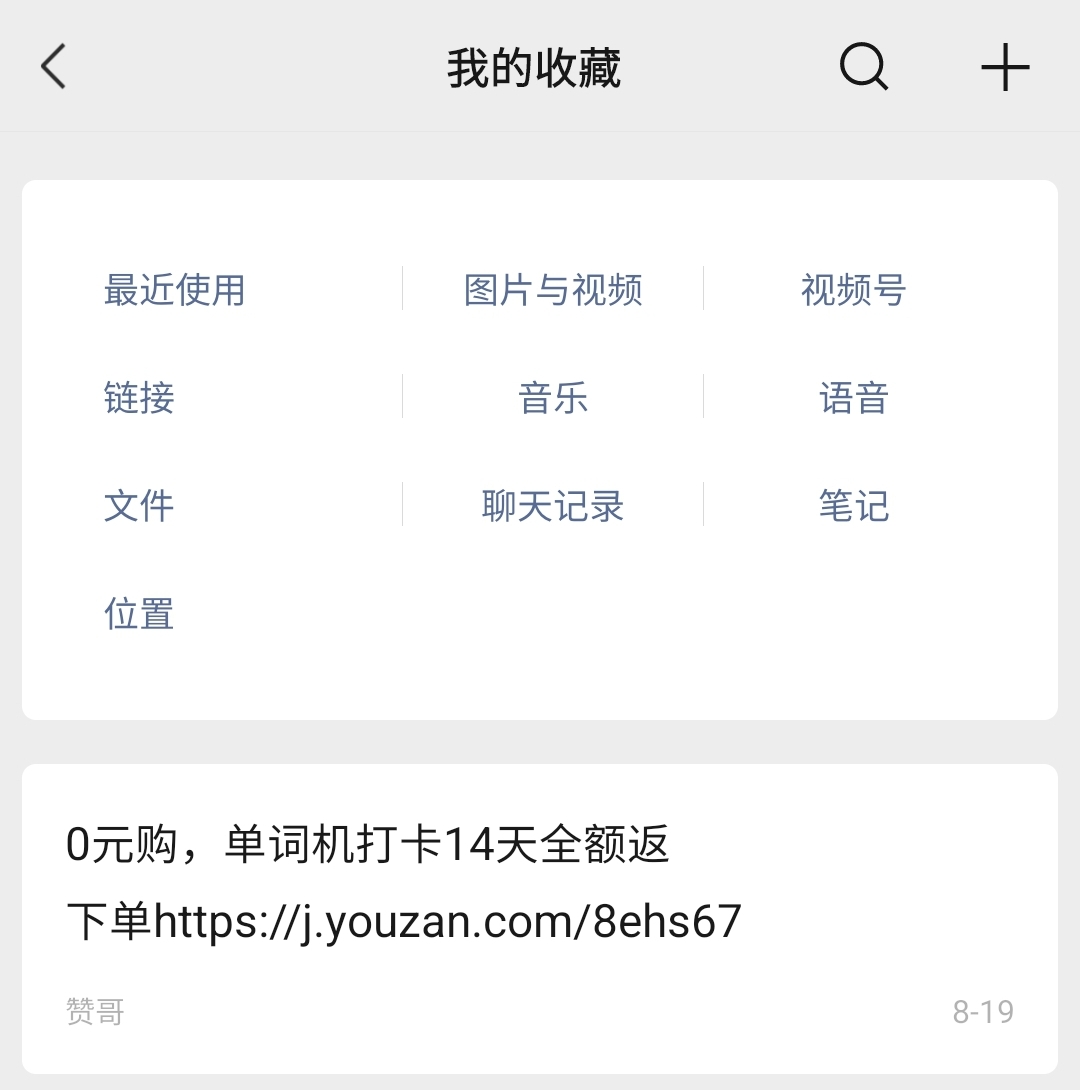 我的收藏
最近使用 图片与视频 视频号
链接 音乐 语音
文件 聊天记录 笔记
位置
0元购，单词机打卡14天全额返
下单https://j.youzan.com/8ehs67
赞哥 8-19